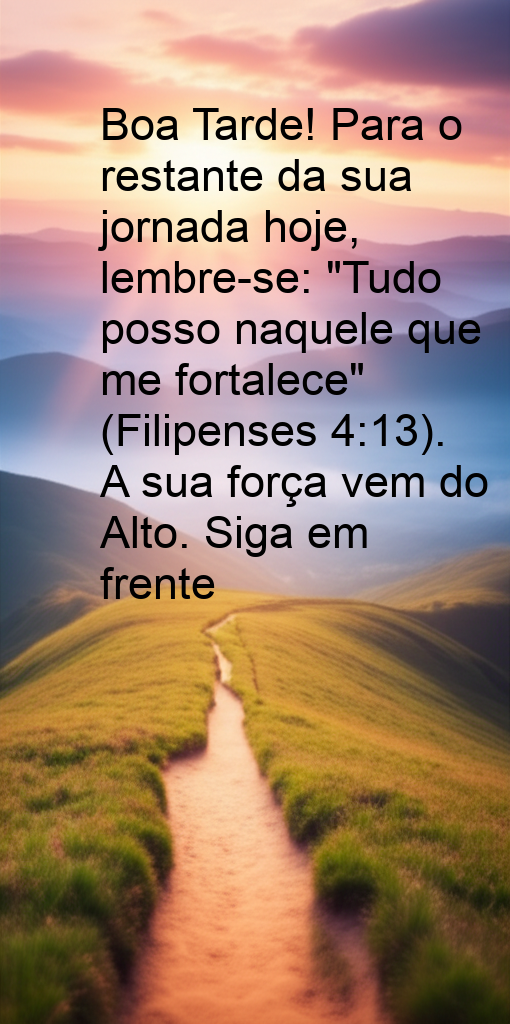 Boa Tarde! Para o
restante da sua
jornada hoje,
lembre-se: "Tudo
posso naquele que
me fortalece"
(Filipenses 4:13).
A sua força vem do
Alto. Siga em
frente